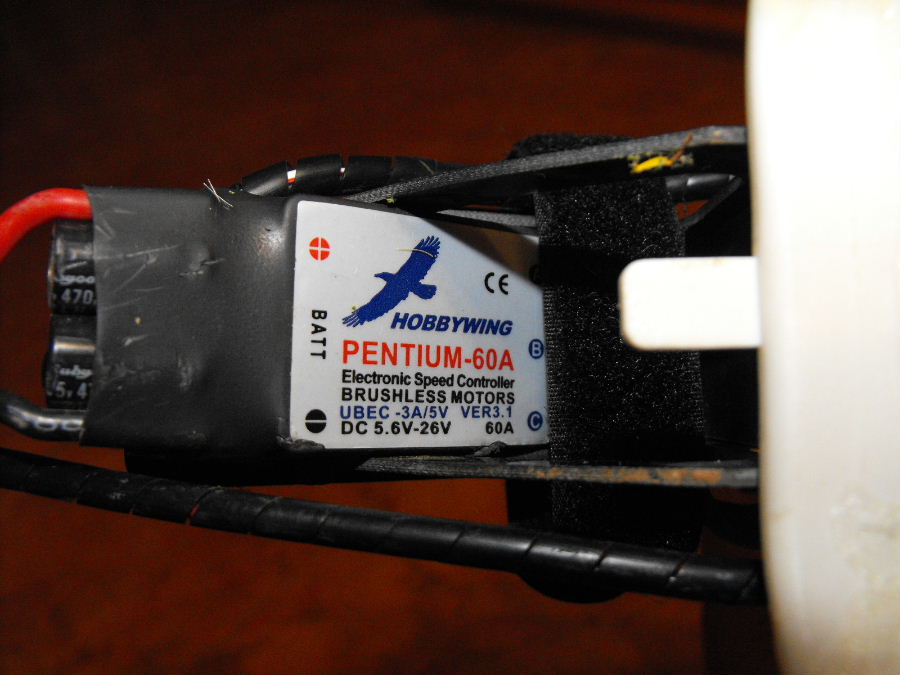 BATT
CE
HOBBYWING
PENTIUM-60A
Electronic Speed Controller
BRUSHLESS MOTORS
UBEC -3A/5V VER3.1
DC 5.6V-26V 60A
B
C
470